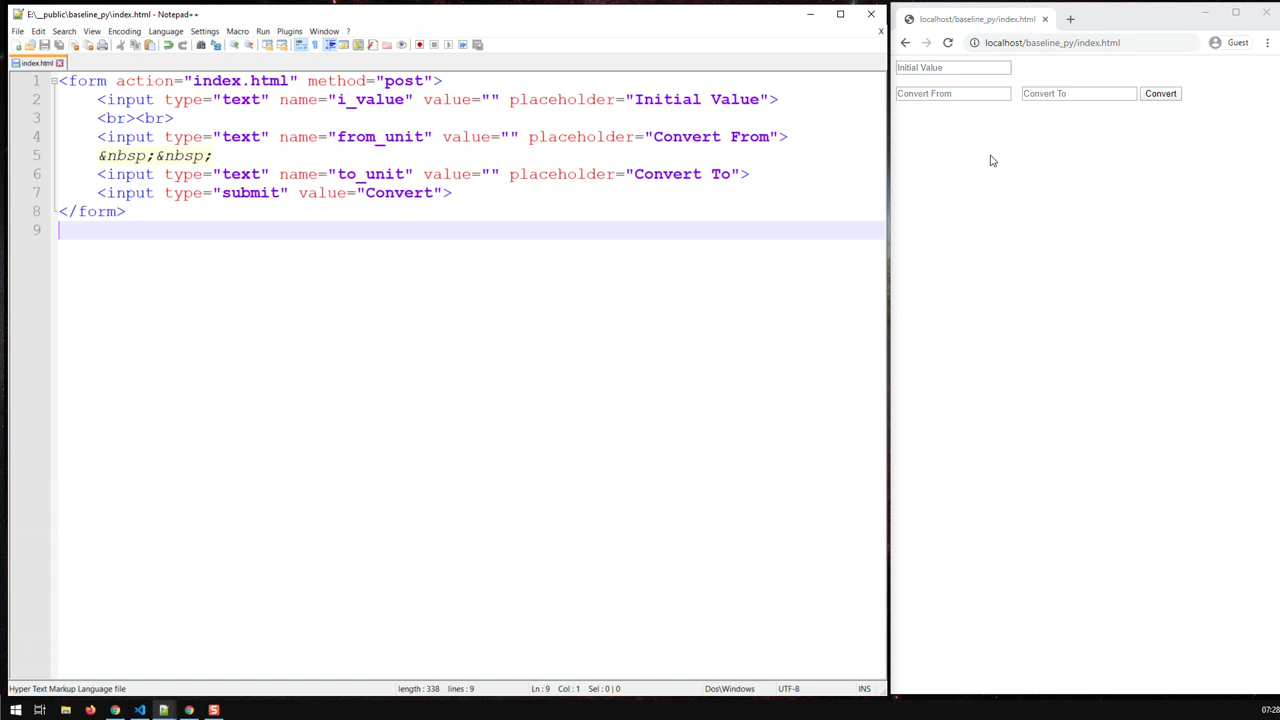 E:\__public\baseline_py\index.html - Notepad++
File Edit Search View Encoding Language Settings Tools Macro Run Plugins Window ?
X
index.html
1 <form action="index.html" method="post">
2 <input type="text" name="i_value" value="" placeholder="Initial Value">
3 <br><br>
4 <input type="text" name="from_unit" value="" placeholder="Convert From">
5 &nbsp;&nbsp;
6 <input type="text" name="to_unit" value="" placeholder="Convert To">
7 <input type="submit" value="Convert">
8 </form>
9
Hyper Text Markup Language file length : 338 lines : 9 Ln : 9 Col : 1 Sel : 0 | 0 Dos\Windows UTF-8 INS
localhost/baseline_py/index.html
localhost/baseline_py/index.html Guest
Initial Value
Convert From Convert To Convert
07:28